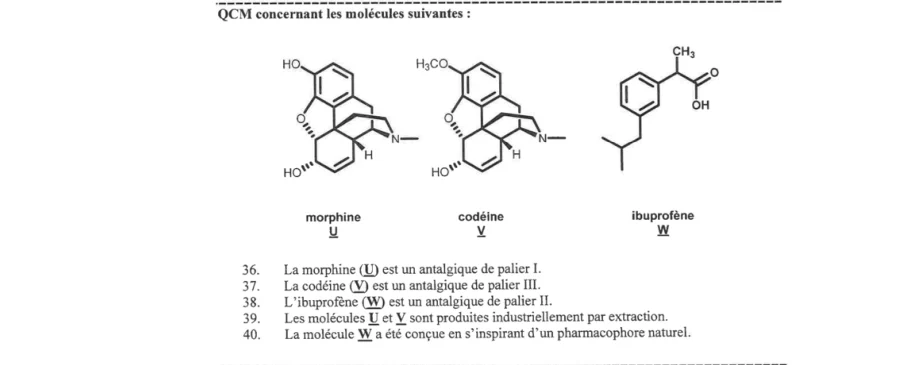 QCM concernant les molécules suivantes :
HO
O
HO
N
H
H₃CO
O
HO
N
H
CH₃
O
OH
morphine
U
codéine
V
ibuprofène
W
36. La morphine (U) est un antalgique de palier I.
37. La codéine (V) est un antalgique de palier III.
38. L'ibuprofène (W) est un antalgique de palier II.
39. Les molécules U et V sont produites industriellement par extraction.
40. La molécule W a été conçue en s'inspirant d'un pharmacophore naturel.